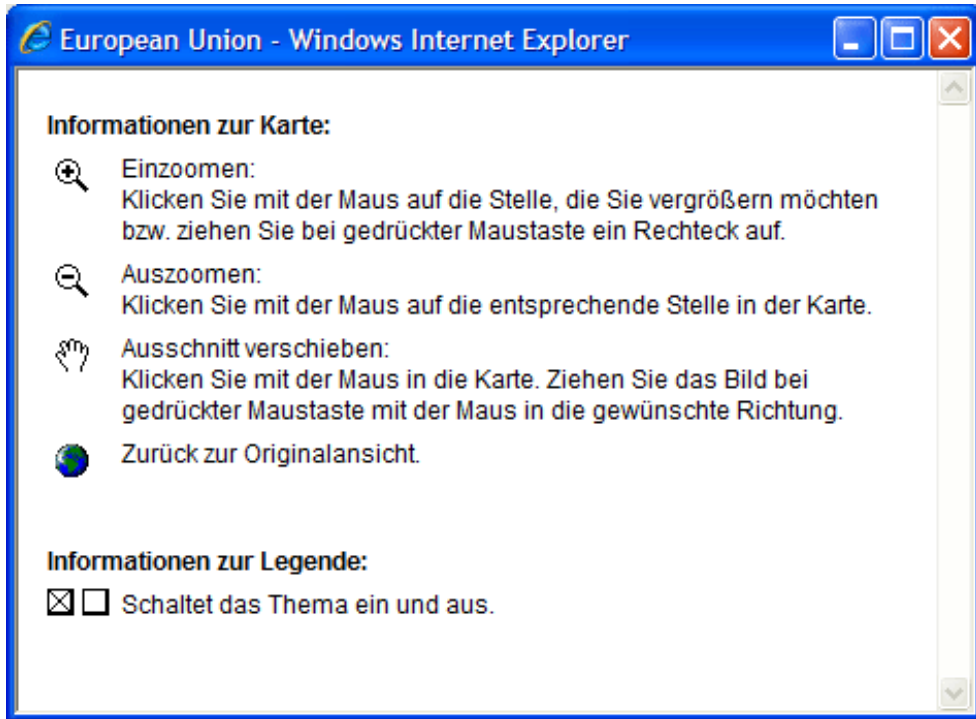 European Union - Windows Internet Explorer
Informationen zur Karte:
Einzoomen:
Klicken Sie mit der Maus auf die Stelle, die Sie vergrößern möchten
bzw. ziehen Sie bei gedrückter Maustaste ein Rechteck auf.
Auszoomen:
Klicken Sie mit der Maus auf die entsprechende Stelle in der Karte.
Ausschnitt verschieben:
Klicken Sie mit der Maus in die Karte. Ziehen Sie das Bild bei
gedrückter Maustaste mit der Maus in die gewünschte Richtung.
Zurück zur Originalansicht.
Informationen zur Legende:
Schaltet das Thema ein und aus.